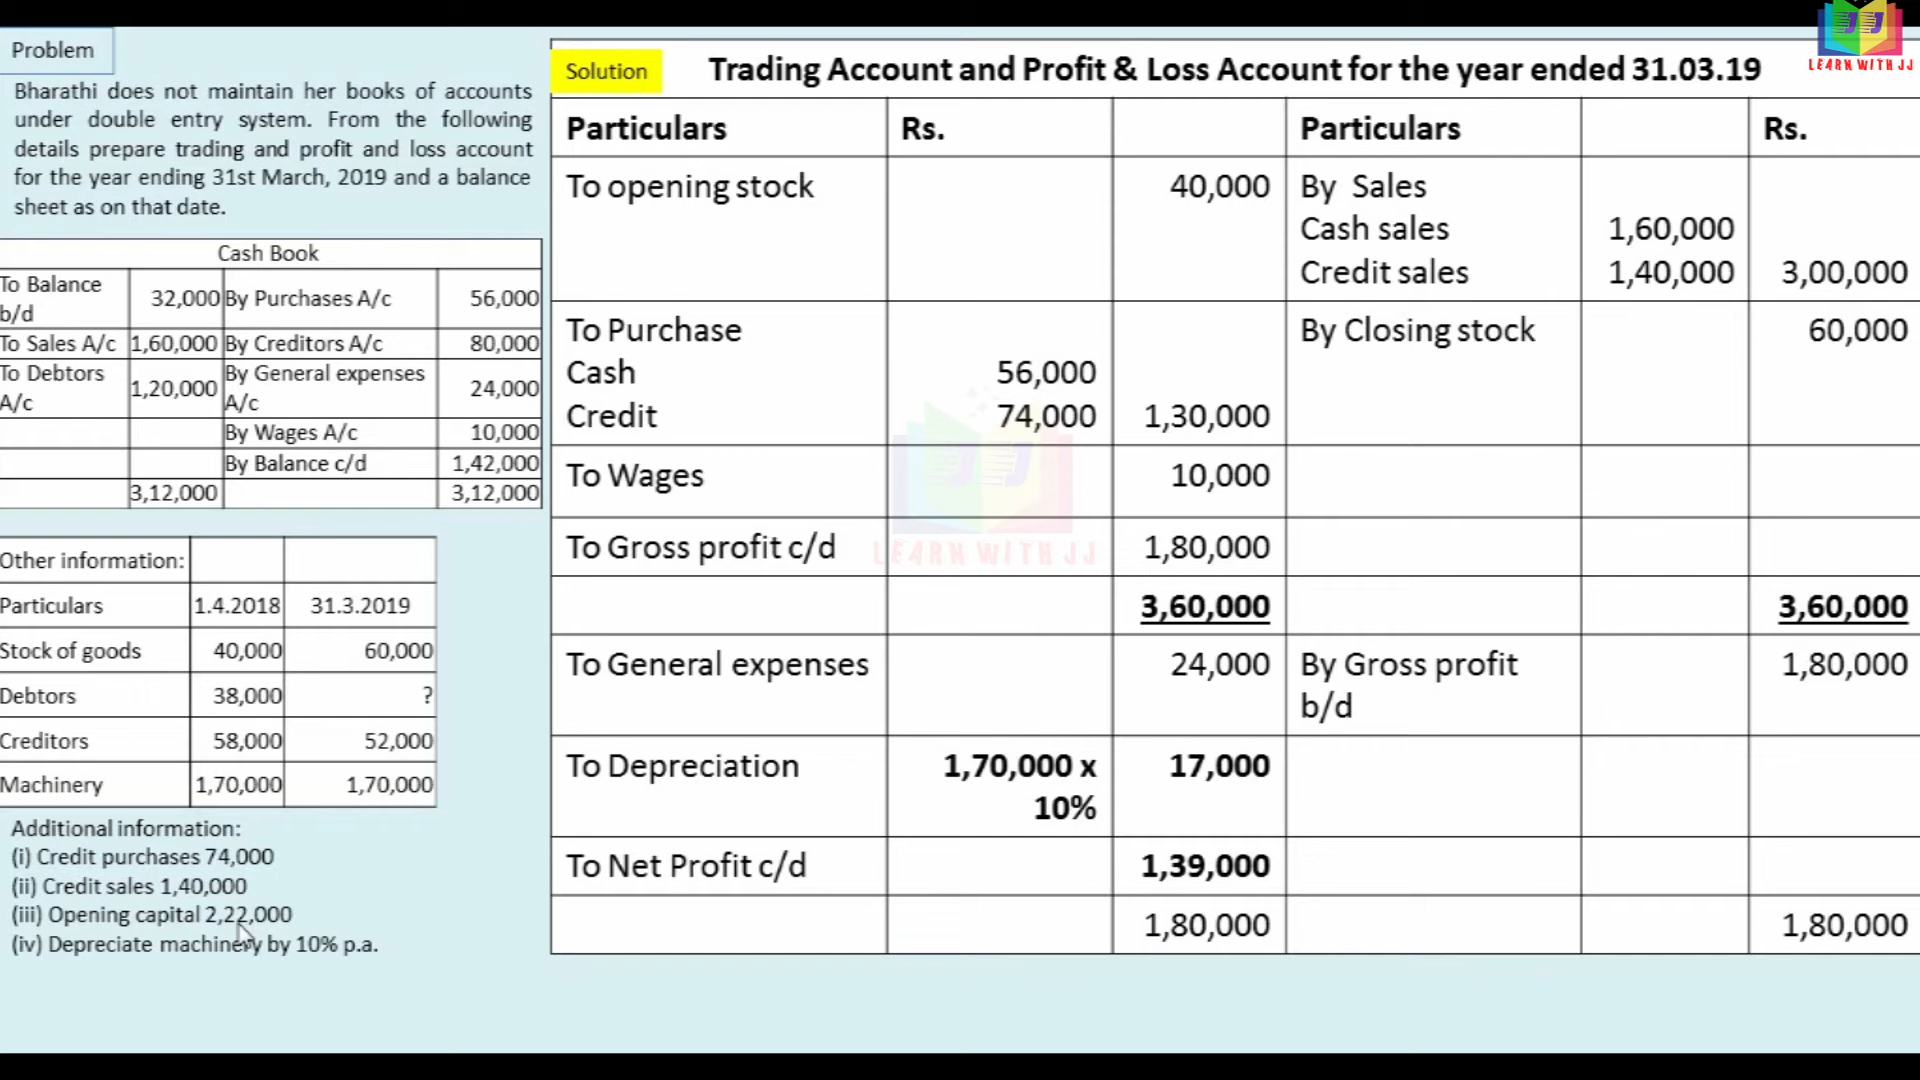 Problem
Bharathi does not maintain her books of accounts
under double entry system. From the following
details prepare trading and profit and loss account
for the year ending 31st March, 2019 and a balance
sheet as on that date.
Cash Book
To Balance b/d 32,000 By Purchases A/c 56,000
To Sales A/c 1,60,000 By Creditors A/c 80,000
To Debtors A/c 1,20,000 By General expenses A/c 24,000
By Wages A/c 10,000
By Balance c/d 1,42,000
3,12,000 3,12,000
Other information:
Particulars 1.4.2018 31.3.2019
Stock of goods 40,000 60,000
Debtors 38,000 ?
Creditors 58,000 52,000
Machinery 1,70,000 1,70,000
Additional information:
(i) Credit purchases 74,000
(ii) Credit sales 1,40,000
(iii) Opening capital 2,22,000
(iv) Depreciate machinery by 10% p.a.
Solution
Trading Account and Profit & Loss Account for the year ended 31.03.19
Particulars Rs. Particulars Rs.
To opening stock 40,000 By Sales
Cash sales 1,60,000
Credit sales 1,40,000 3,00,000
To Purchase By Closing stock 60,000
Cash 56,000
Credit 74,000 1,30,000
To Wages 10,000
To Gross profit c/d 1,80,000
3,60,000 3,60,000
To General expenses 24,000 By Gross profit 1,80,000
b/d
To Depreciation 1,70,000 x 17,000
10%
To Net Profit c/d 1,39,000
1,80,000 1,80,000
LEARN WITH JJ
LEARN WITH JJ